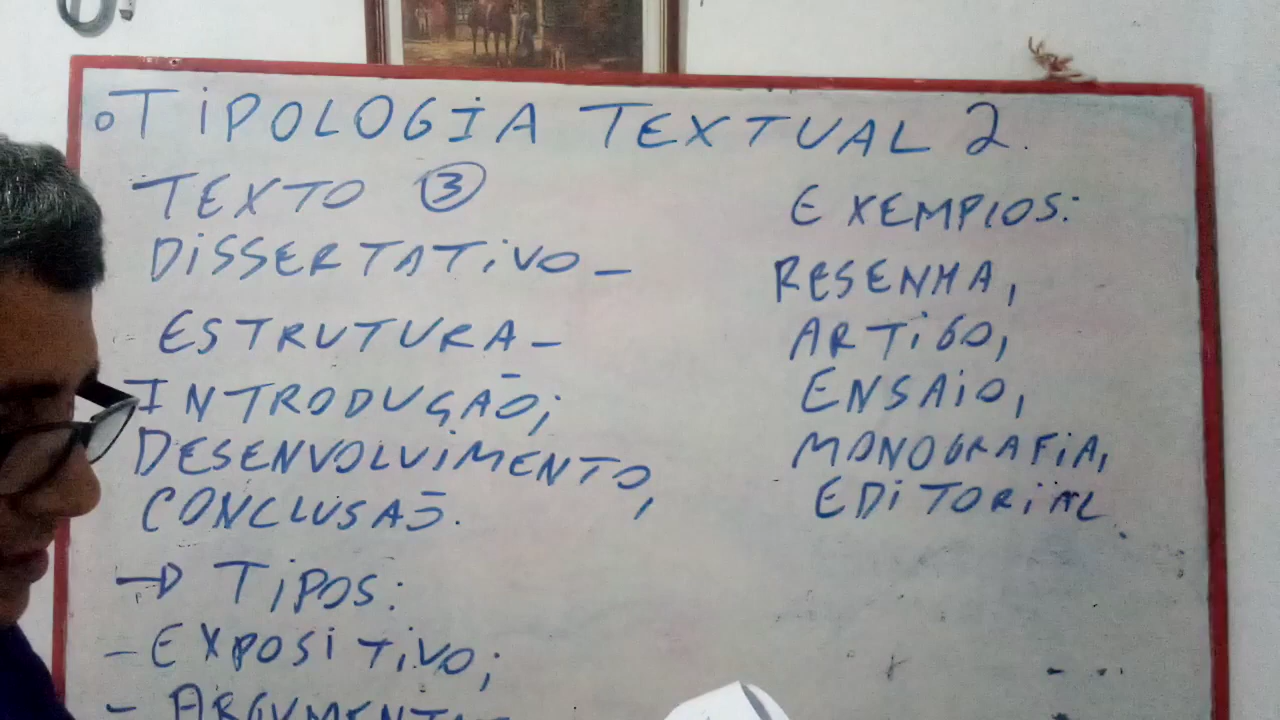 TIPOLOGIA TEXTUAL 2.
TEXTO 3
DISSERTATIVO -
ESTRUTURA -
INTRODUÇÃO;
DESENVOLVIMENTO,
CONCLUSÃO.
→ TIPOS:
- EXPOSITIVO;
EXEMPLOS:
RESENHA,
ARTIGO,
ENSAIO,
MONOGRAFIA,
EDITORIAL.